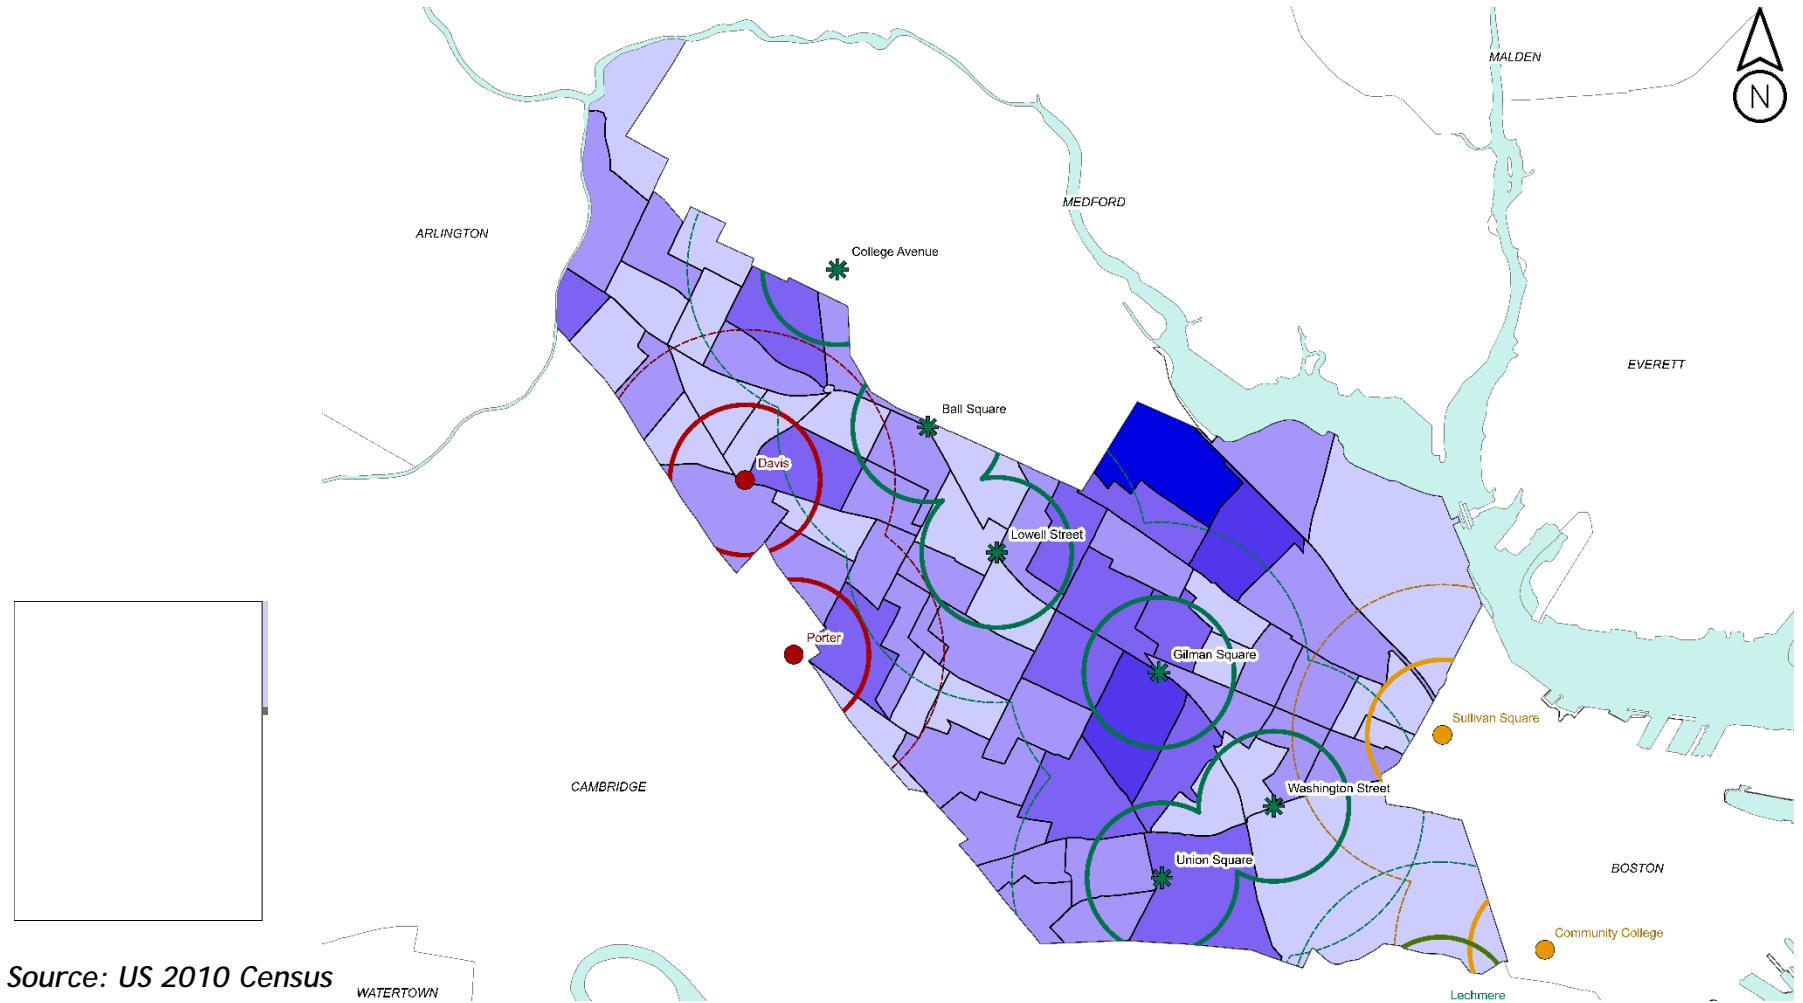 MALDEN
N
MEDFORD
ARLINGTON
College Avenue
EVERETT
Ball Square
Davis
Lowell Street
Porter
Gilman Square
Sullivan Square
CAMBRIDGE
Washington Street
Union Square
BOSTON
Community College
Source: US 2010 Census
WATERTOWN
Lechmere